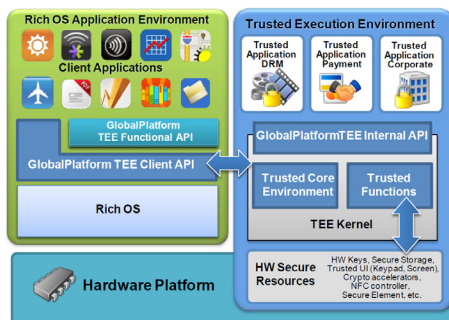 Rich OS Application Environment
Client Applications
GlobalPlatform
TEE Functional API
GlobalPlatform TEE Client API
Rich OS
Hardware Platform
Trusted Execution Environment
Trusted
Application
DRM
Trusted
Application
Payment
Trusted
Application
Corporate
GlobalPlatformTEE Internal API
Trusted Core
Environment
Trusted
Functions
TEE Kernel
HW Secure
Resources
HW Keys, Secure Storage,
Trusted UI (Keypad, Screen),
Crypto accelerators,
NFC controller,
Secure Element, etc.